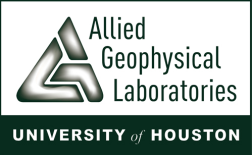 Allied
Geophysical
Laboratories
UNIVERSITY of HOUSTON